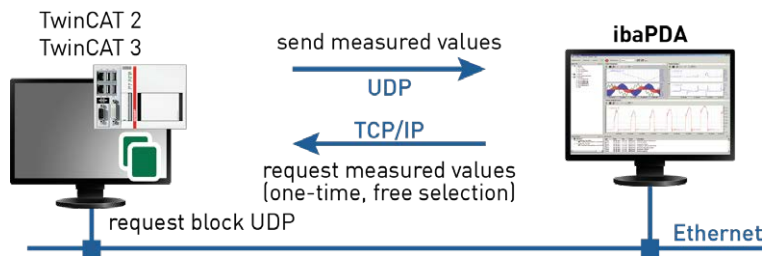 TwinCAT 2
TwinCAT 3
send measured values
UDP
TCP/IP
request measured values
(one-time, free selection)
request block UDP
ibaPDA
Ethernet